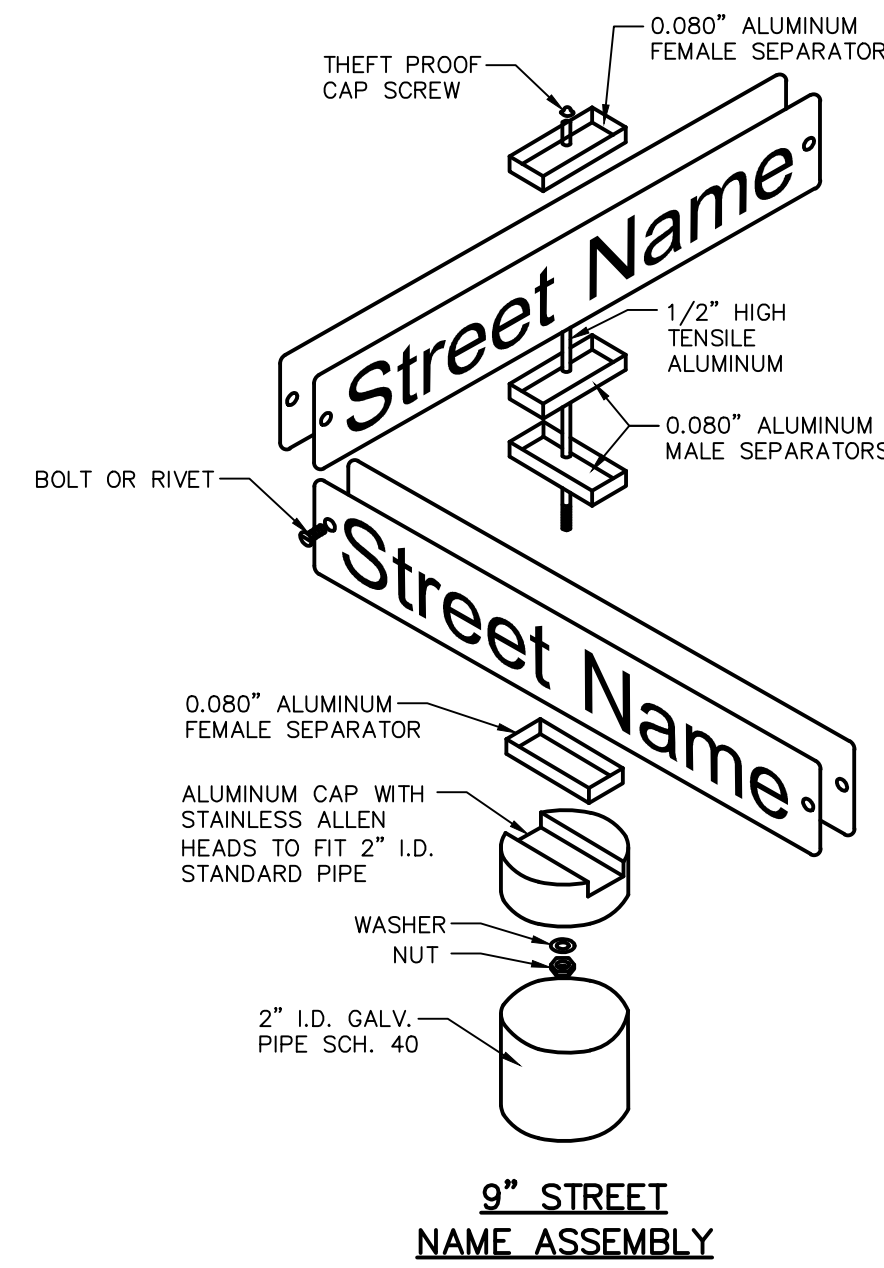 0.080” ALUMINUM
FEMALE SEPARATOR
THEFT PROOF
CAP SCREW
Street Name
1/2” HIGH
TENSILE
ALUMINUM
0.080” ALUMINUM
MALE SEPARATORS
BOLT OR RIVET
Street Name
0.080” ALUMINUM
FEMALE SEPARATOR
ALUMINUM CAP WITH
STAINLESS ALLEN
HEADS TO FIT 2” I.D.
STANDARD PIPE
WASHER
NUT
2” I.D. GALV.
PIPE SCH. 40
9” STREET
NAME ASSEMBLY